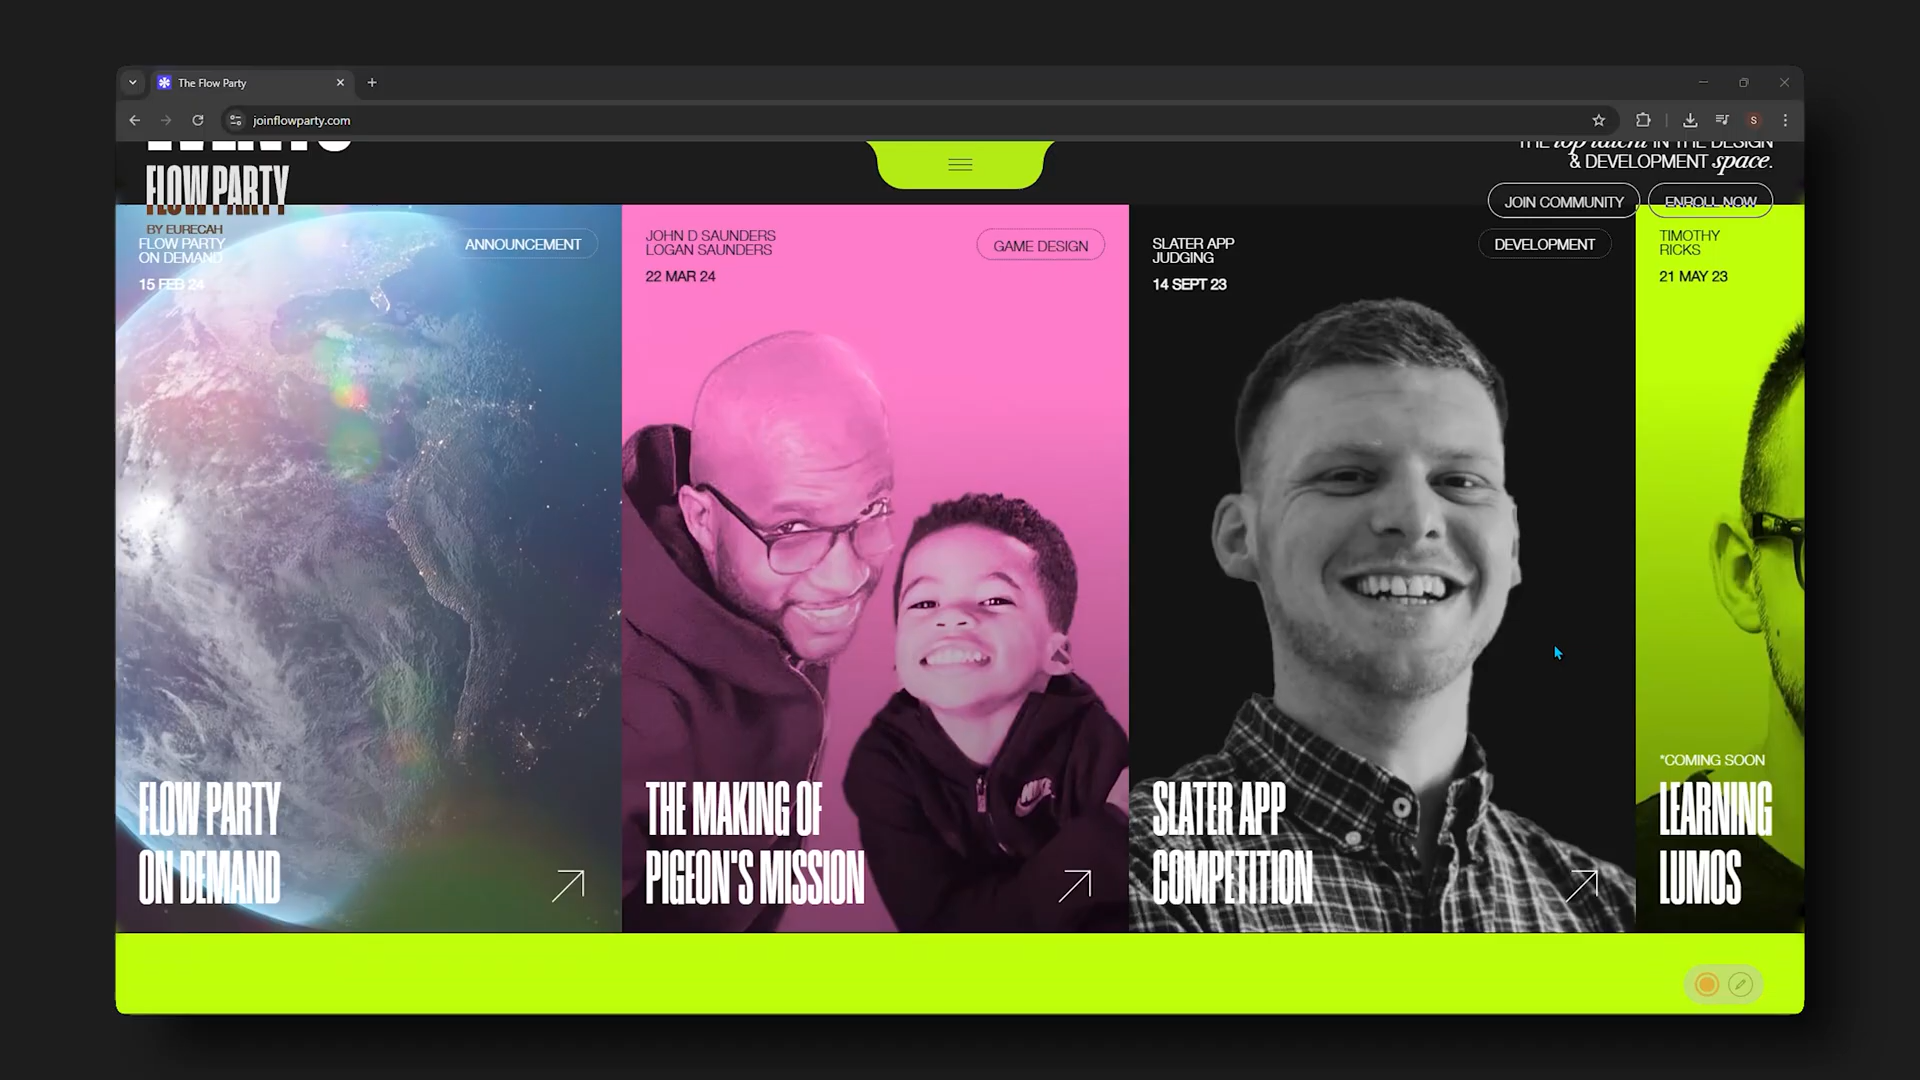 The Flow Party
joinflowparty.com
S
EVENTS
FLOW PARTY
BY EURECAH
THE top talent IN THE DESIGN
& DEVELOPMENT space.
JOIN COMMUNITY
ENROLL NOW
FLOW PARTY
ON DEMAND
15 FEB 24
ANNOUNCEMENT
FLOW PARTY
ON DEMAND
JOHN D SAUNDERS
LOGAN SAUNDERS
22 MAR 24
GAME DESIGN
THE MAKING OF
PIGEON'S MISSION
SLATER APP
JUDGING
14 SEPT 23
DEVELOPMENT
SLATER APP
COMPETITION
TIMOTHY
RICKS
21 MAY 23
*COMING SOON
LEARNING
LUMOS